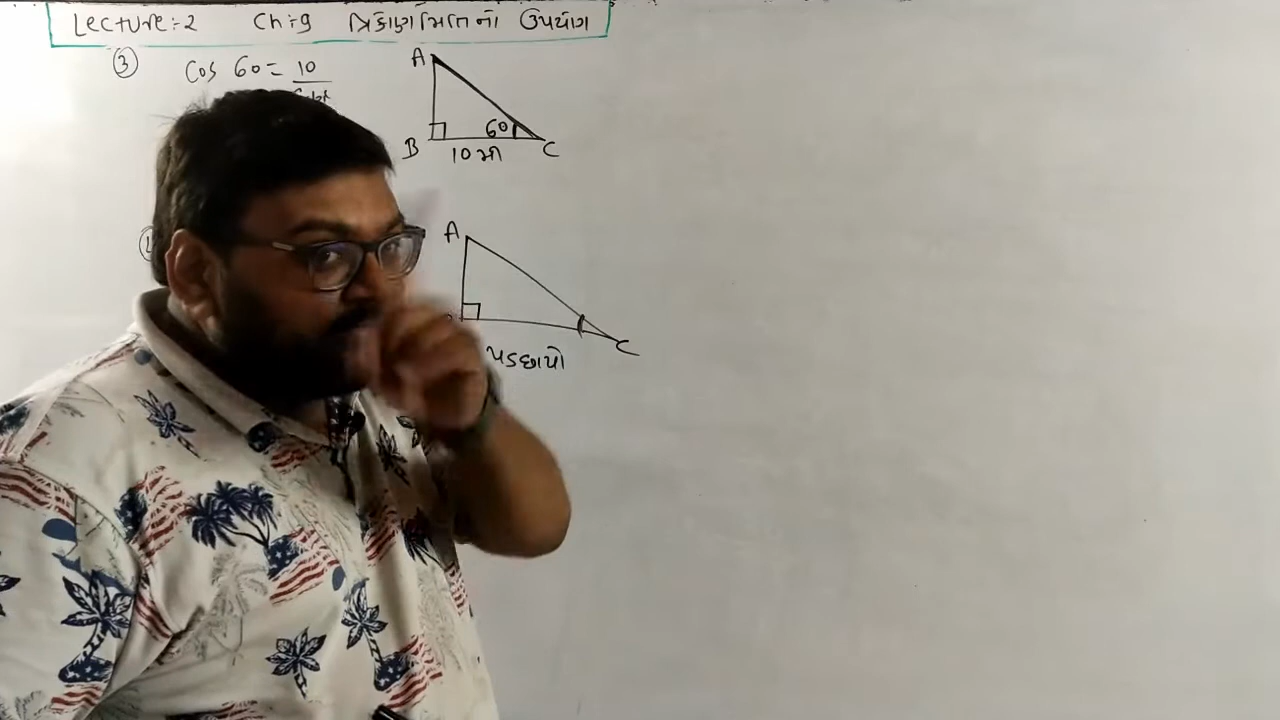 Lecture:-2 Ch:-9 ત્રિકોણમિતિનો ઉપયોગ
③ Cos 60 = 10
A
60
B 10 મી C
A
પડછાયો C